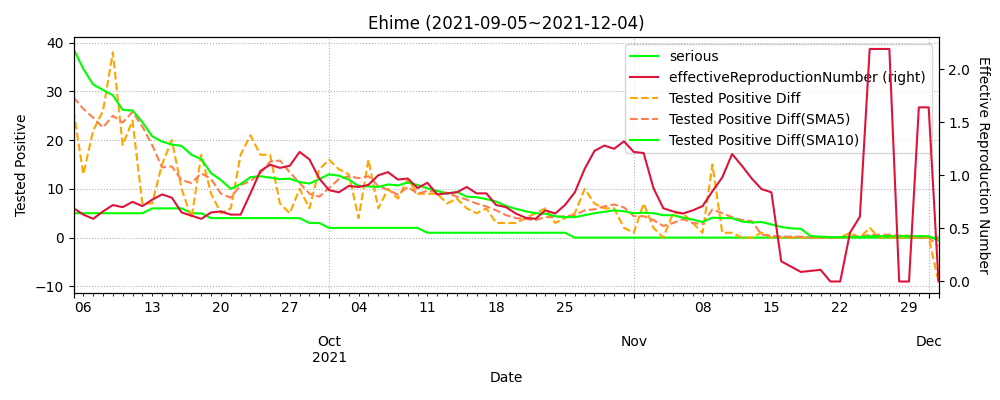 Ehime (2021-09-05~2021-12-04)
serious
effectiveReproductionNumber (right)
Tested Positive Diff
Tested Positive Diff(SMA5)
Tested Positive Diff(SMA10)
Tested Positive
40
30
20
10
0
−10
2.0
1.5
1.0
0.5
0.0
Effective Reproduction Number
06 13 20 27 04 11 18 25 08 15 22 29
Oct Nov Dec
2021
Date